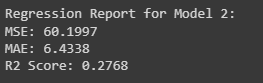 Regression Report for Model 2:
MSE: 60.1997
MAE: 6.4338
R2 Score: 0.2768